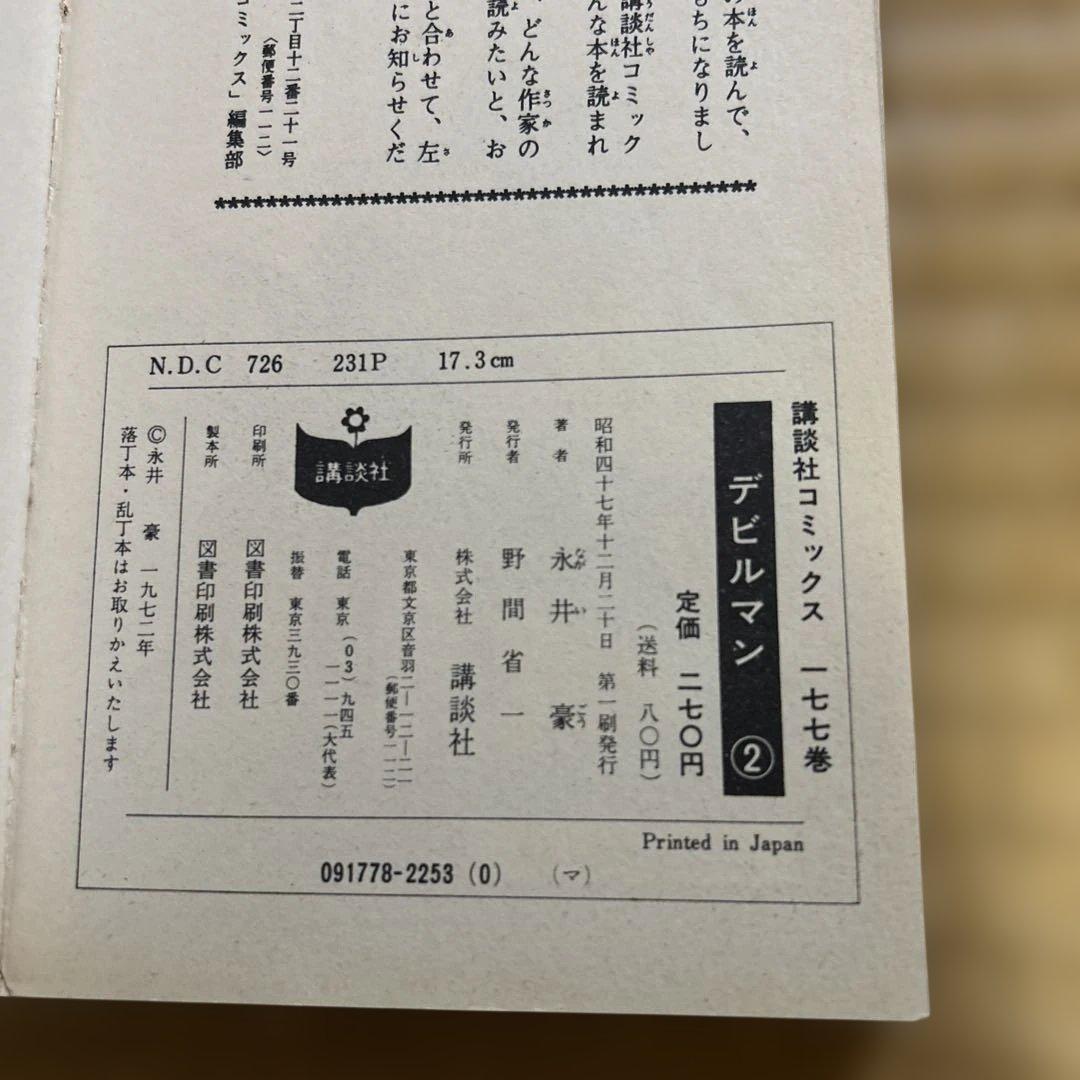 の本を読んで、
もちになりまし
講談社コミック
んな本を読まれ
、どんな作家の
読みたいと、お
と合わせて、左
にお知らせくだ
二丁目十二番二十一号
〈郵便番号一一二〉
コミックス」編集部
N.D.C 726 231P 17.3cm
講談社コミックス 一七七巻
デビルマン ②
定価 二七〇円
(送料 八〇円)
昭和四十七年十二月二十日 第一刷発行
著者 永井豪
発行者 野間省一
発行所 株式会社 講談社
東京都文京区音羽二―一二―二一
(郵便番号一一二)
電話 東京(03)九四五
一一一一(大代表)
振替 東京三九三〇番
講談社
印刷所 図書印刷株式会社
製本所 図書印刷株式会社
©永井 豪 一九七二年
落丁本・乱丁本はお取りかえいたします
Printed in Japan
091778-2253 (0) (マ)